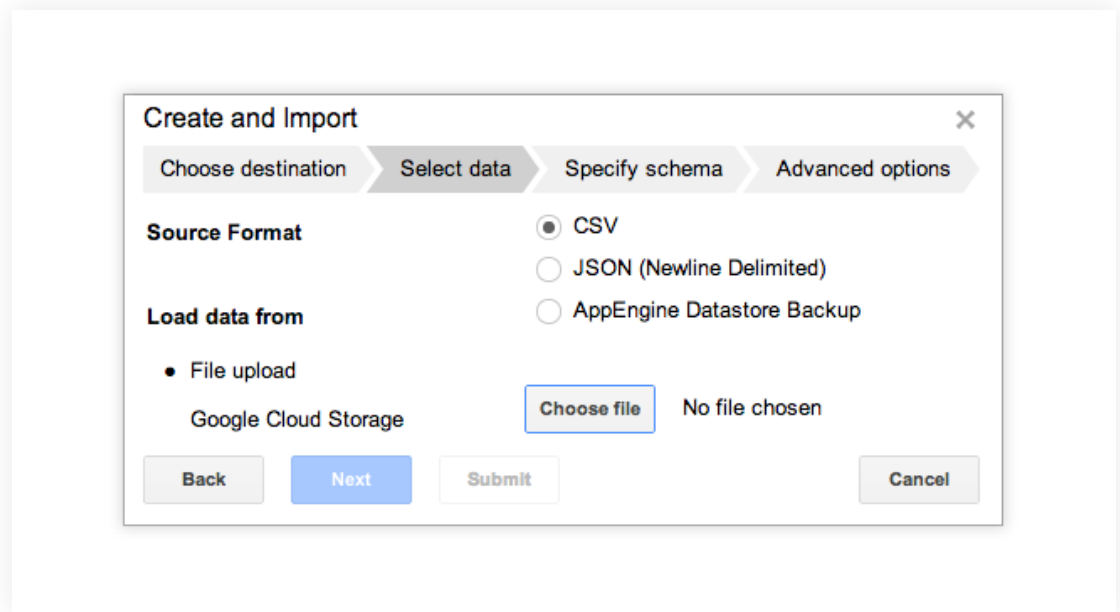 Create and Import
Choose destination Select data Specify schema Advanced options
Source Format
CSV
JSON (Newline Delimited)
AppEngine Datastore Backup
Load data from
File upload
Google Cloud Storage
Choose file No file chosen
Back Next Submit Cancel